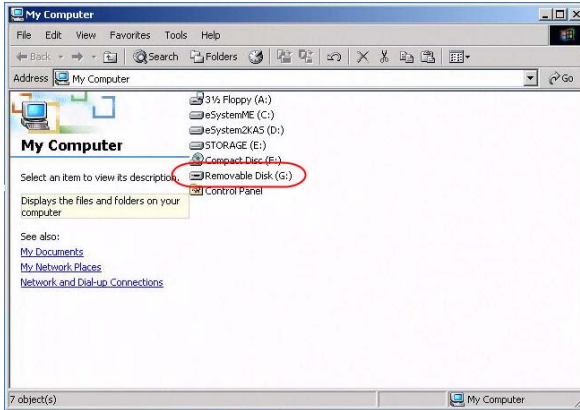 My Computer
File Edit View Favorites Tools Help
Back Search Folders
Address My Computer Go
3½ Floppy (A:)
eSystemME (C:)
eSystem2KAS (D:)
STORAGE (E:)
Compact Disc (F:)
Removable Disk (G:)
Control Panel
My Computer
Select an item to view its description.
Displays the files and folders on your
computer
See also:
My Documents
My Network Places
Network and Dial-up Connections
7 object(s) My Computer